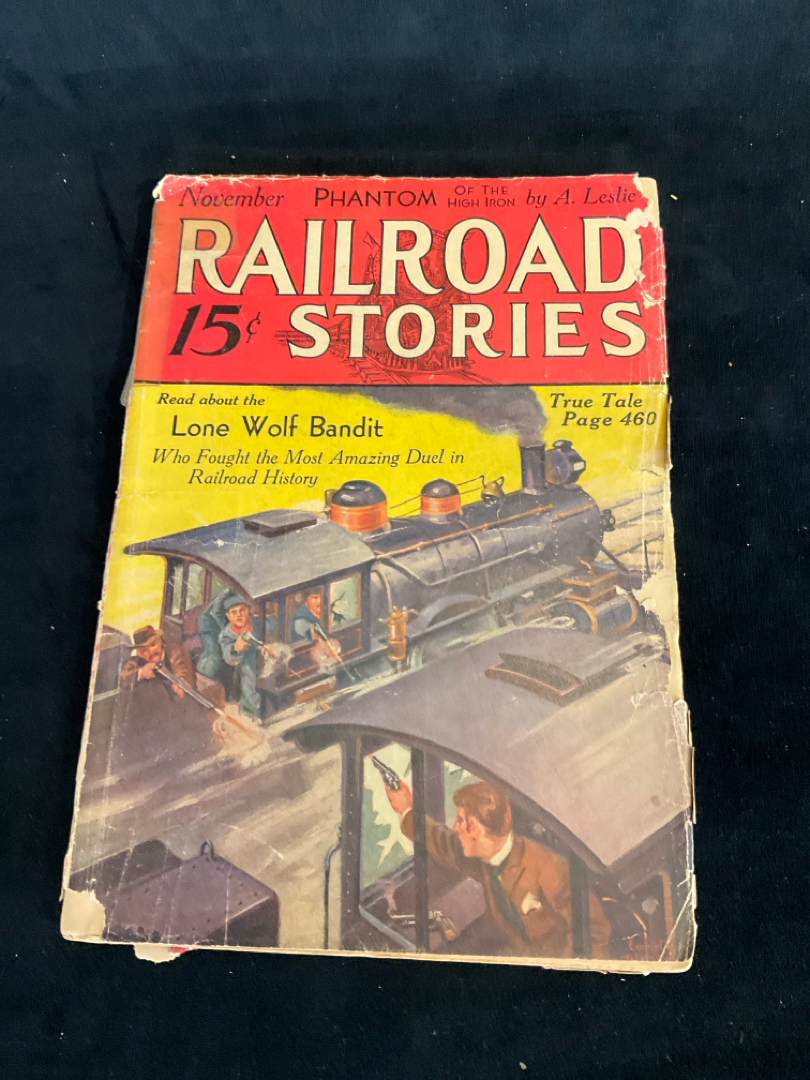 November PHANTOM OF THE HIGH IRON by A. Leslie
RAILROAD
15¢ STORIES
Read about the
Lone Wolf Bandit
Who Fought the Most Amazing Duel in
Railroad History
True Tale
Page 460